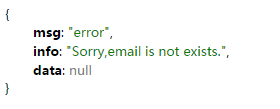 {
msg: "error",
info: "Sorry,email is not exists.",
data: null
}